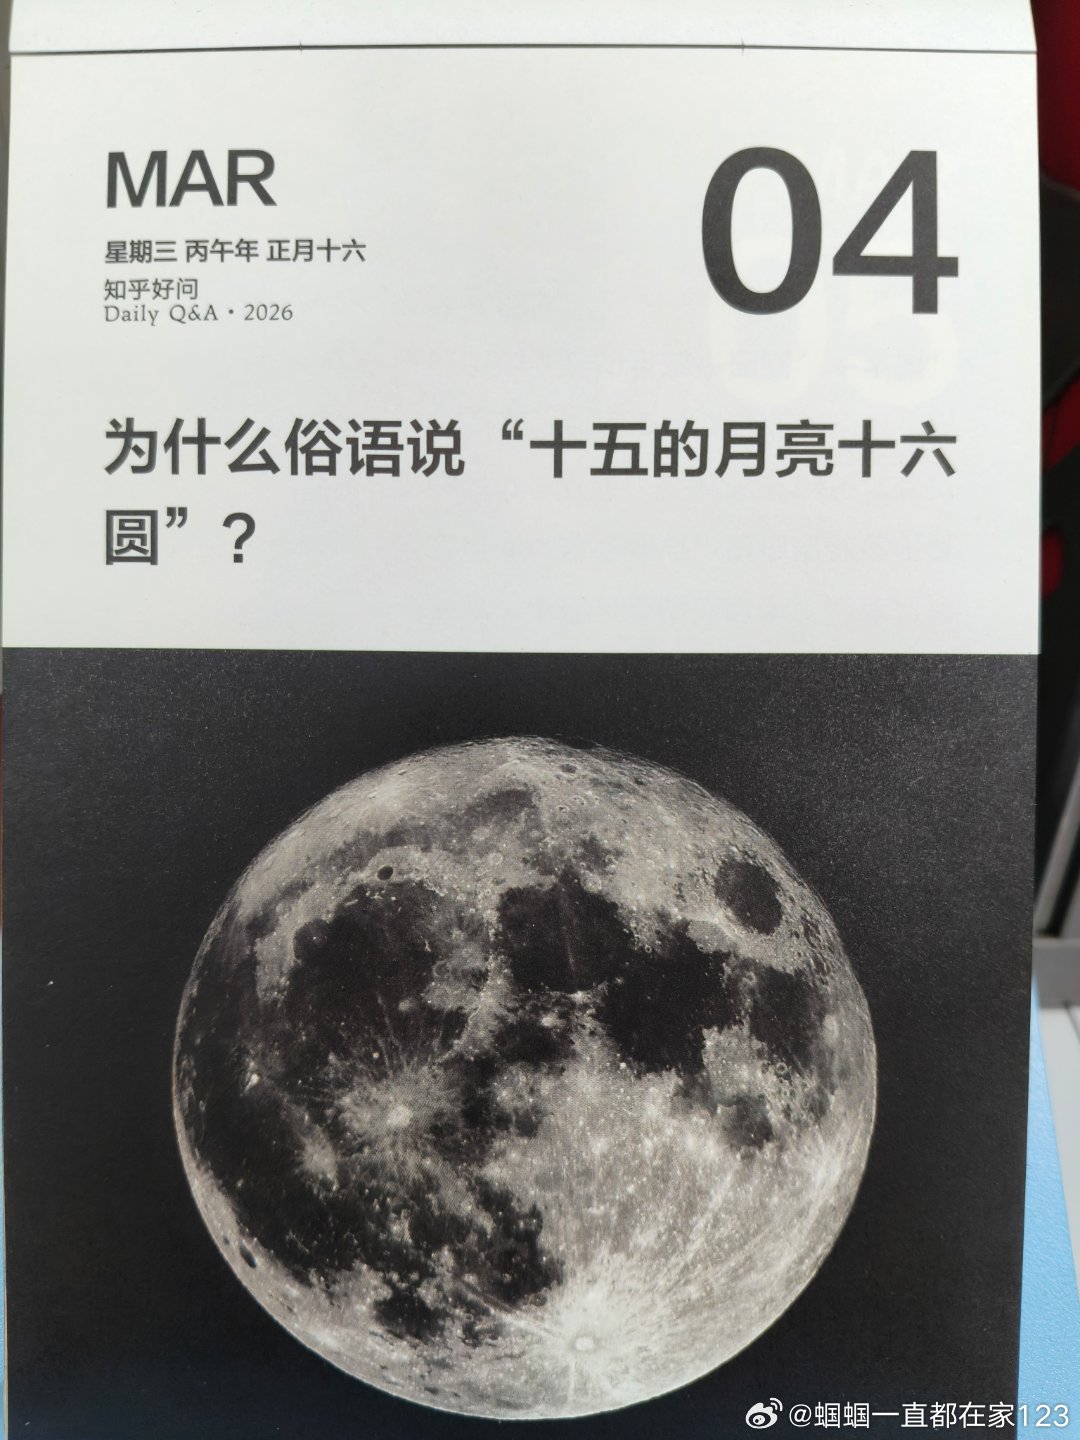 MAR
04
星期三 丙午年 正月十六
知乎好问
Daily Q&A·2026
为什么俗语说“十五的月亮十六
圆”?
@蝈蝈一直都在家123